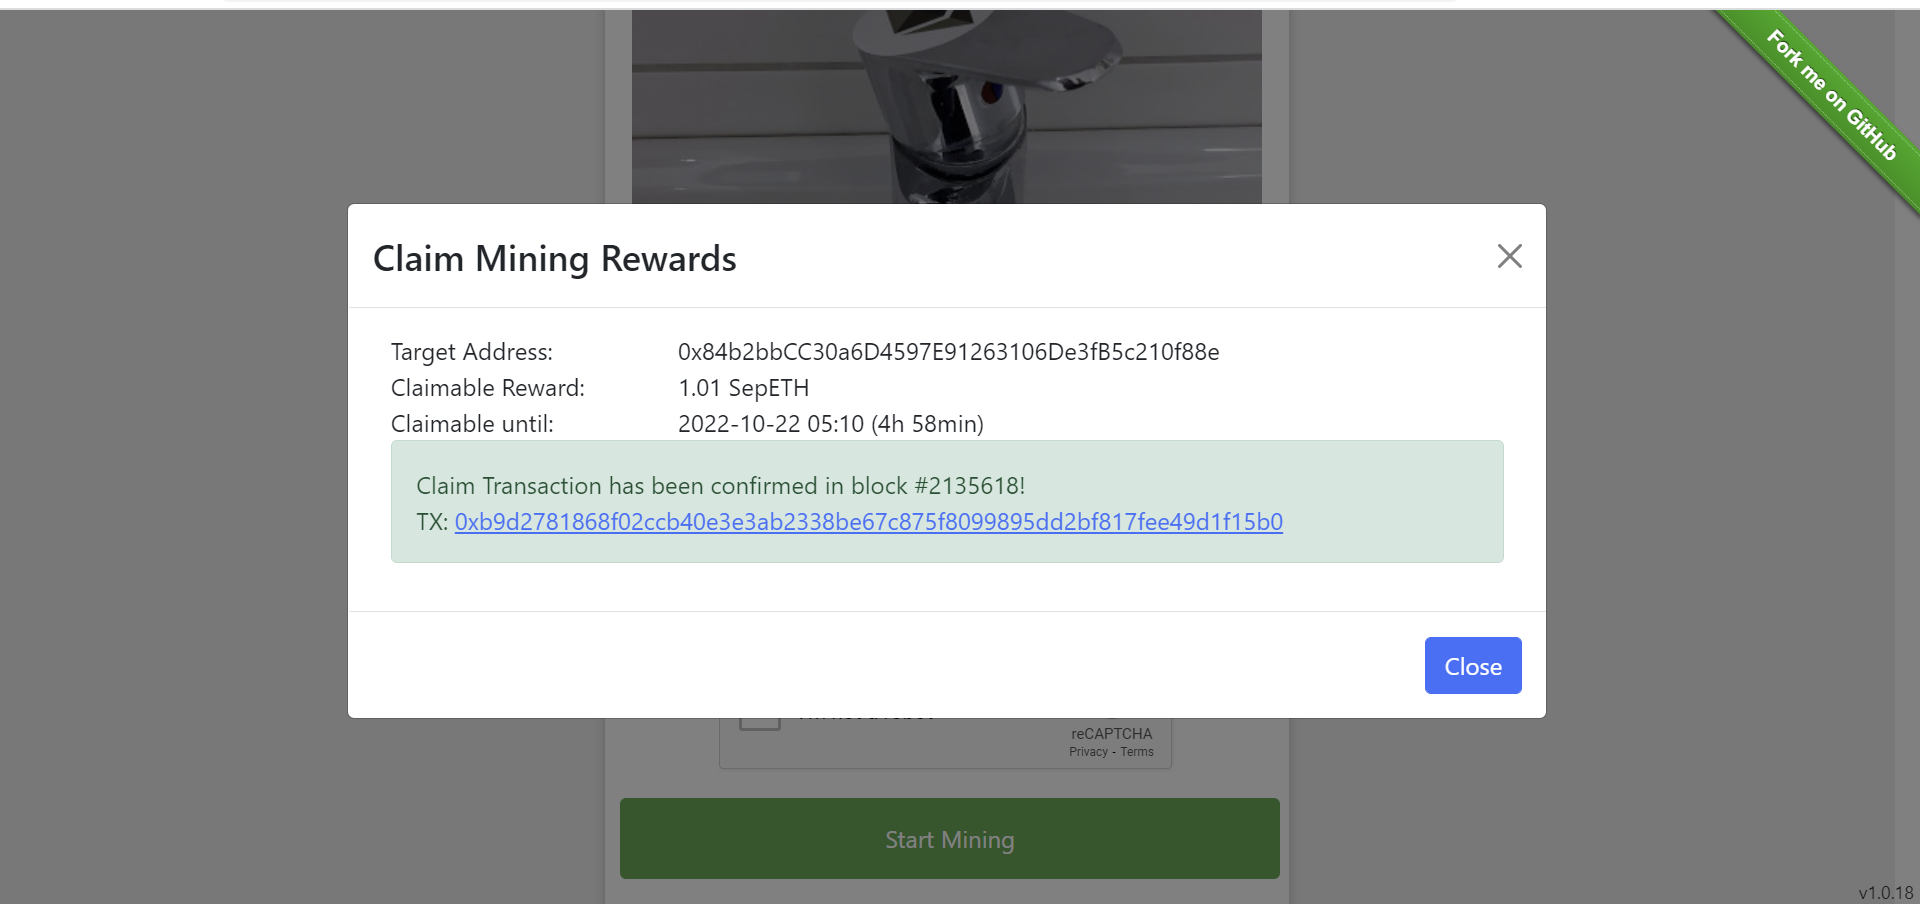 Fork me on GitHub
Claim Mining Rewards
Target Address: 0x84b2bbCC30a6D4597E91263106De3fB5c210f88e
Claimable Reward: 1.01 SepETH
Claimable until: 2022-10-22 05:10 (4h 58min)
Claim Transaction has been confirmed in block #2135618!
TX: 0xb9d2781868f02ccb40e3e3ab2338be67c875f8099895dd2bf817fee49d1f15b0
Close
reCAPTCHA
Privacy - Terms
Start Mining
v1.0.18